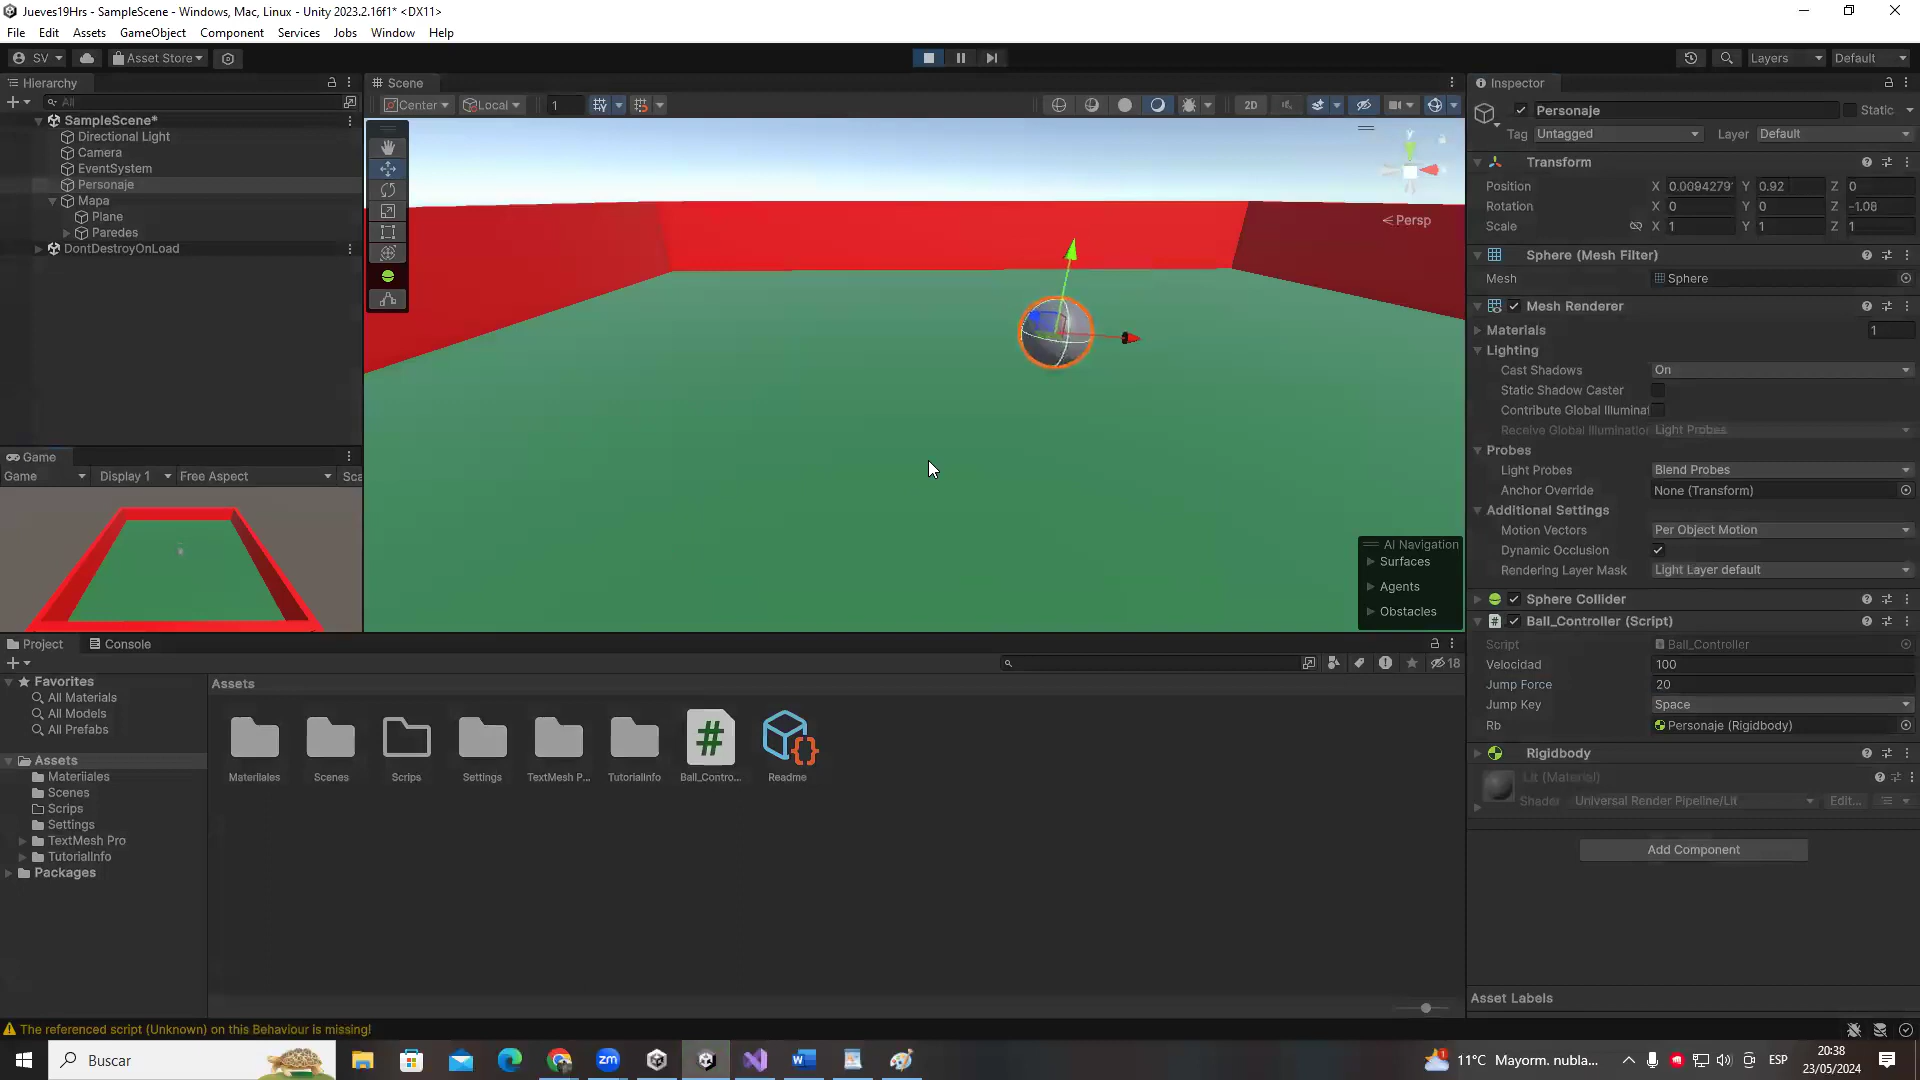 Jueves19Hrs - SampleScene - Windows, Mac, Linux - Unity 2023.2.16f1* <DX11>
File Edit Assets GameObject Component Services Jobs Window Help
SV Asset Store Layers Default
Hierarchy
All
SampleScene*
Directional Light
Camera
EventSystem
Personaje
Mapa
Plane
Paredes
DontDestroyOnLoad
Scene
Center Local 1 2D
y
Persp
AI Navigation
Surfaces
Agents
Obstacles
Game
Game Display 1 Free Aspect Sca
Inspector
Personaje Static
Tag Untagged Layer Default
Transform
Position X 0.0094279 Y 0.92 Z 0
Rotation X 0 Y 0 Z -1.08
Scale X 1 Y 1 Z 1
Sphere (Mesh Filter)
Mesh Sphere
Mesh Renderer
Materials 1
Lighting
Cast Shadows On
Static Shadow Caster
Contribute Global Illuminat
Receive Global Illumination Light Probes
Probes
Light Probes Blend Probes
Anchor Override None (Transform)
Additional Settings
Motion Vectors Per Object Motion
Dynamic Occlusion
Rendering Layer Mask Light Layer default
Sphere Collider
Ball_Controller (Script)
Script Ball_Controller
Velocidad 100
Jump Force 20
Jump Key Space
Rb Personaje (Rigidbody)
Rigidbody
Lit (Material)
Shader Universal Render Pipeline/Lit Edit...
Add Component
Asset Labels
Project Console
18
Favorites
All Materials
All Models
All Prefabs
Assets
Materiiales
Scenes
Scrips
Settings
TextMesh Pro
TutorialInfo
Packages
Assets
Materiiales Scenes Scrips Settings TextMesh P... TutorialInfo Ball_Contro... Readme
The referenced script (Unknown) on this Behaviour is missing!
Buscar
11°C Mayorm. nubla...
ESP
20:38
23/05/2024